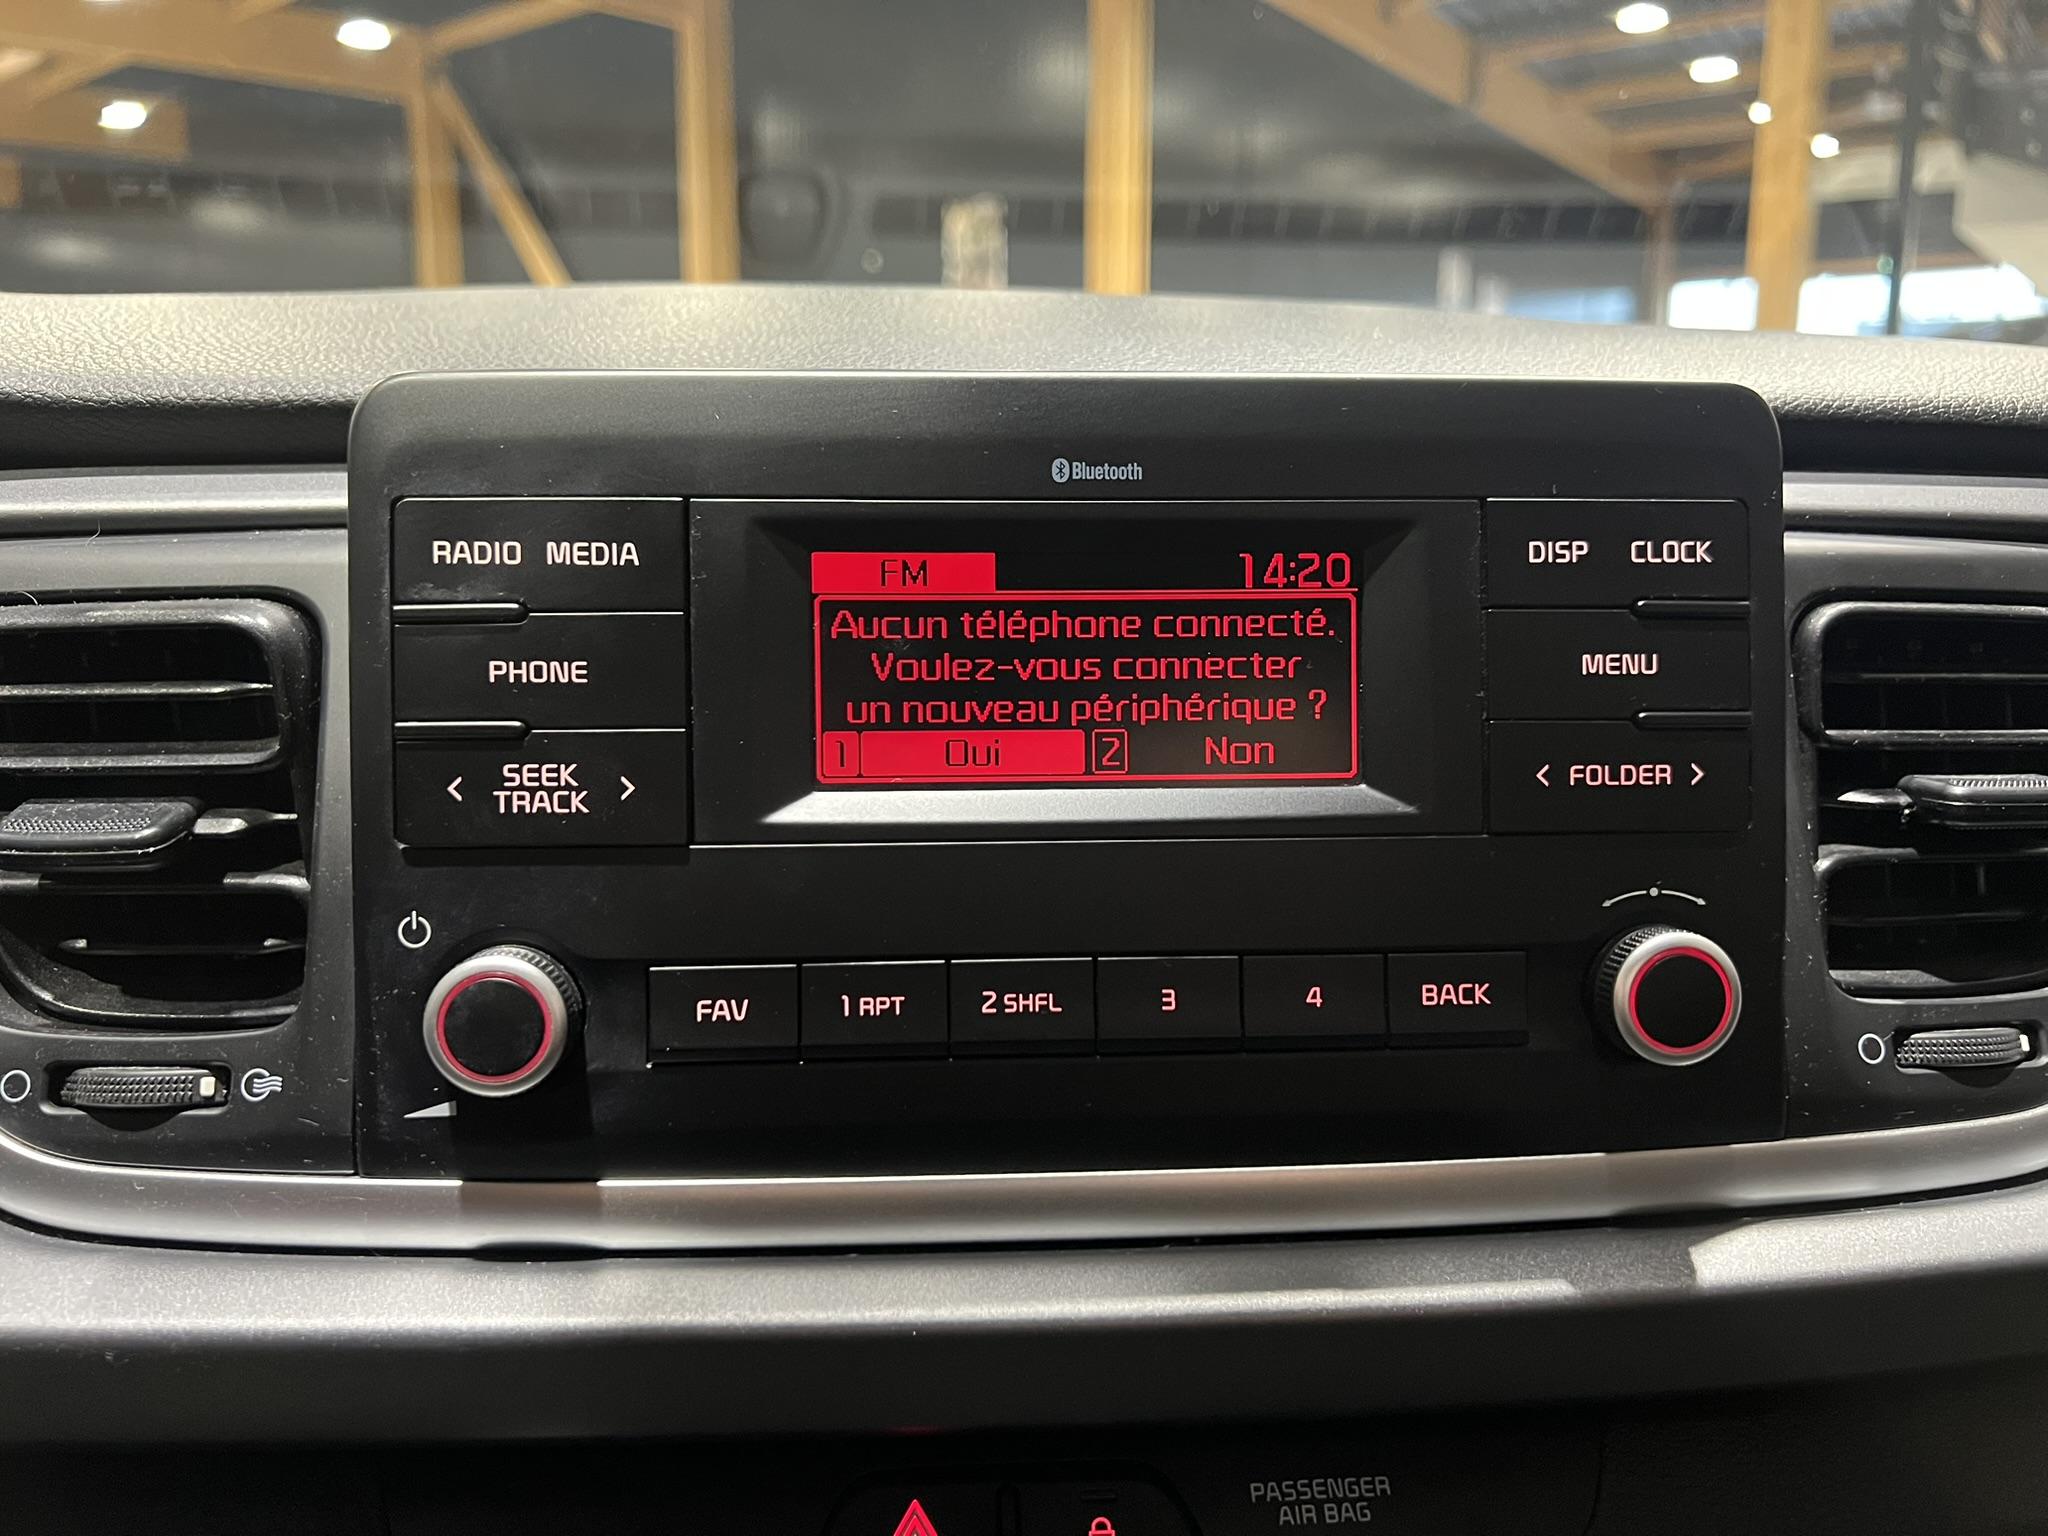 Bluetooth
RADIO MEDIA
DISP CLOCK
FM 14:20
Aucun téléphone connecté.
Voulez-vous connecter
un nouveau périphérique ?
1 Oui 2 Non
PHONE
MENU
< SEEK >
TRACK
< FOLDER >
FAV
1 RPT
2 SHFL
3
4
BACK
PASSENGER
AIR BAG